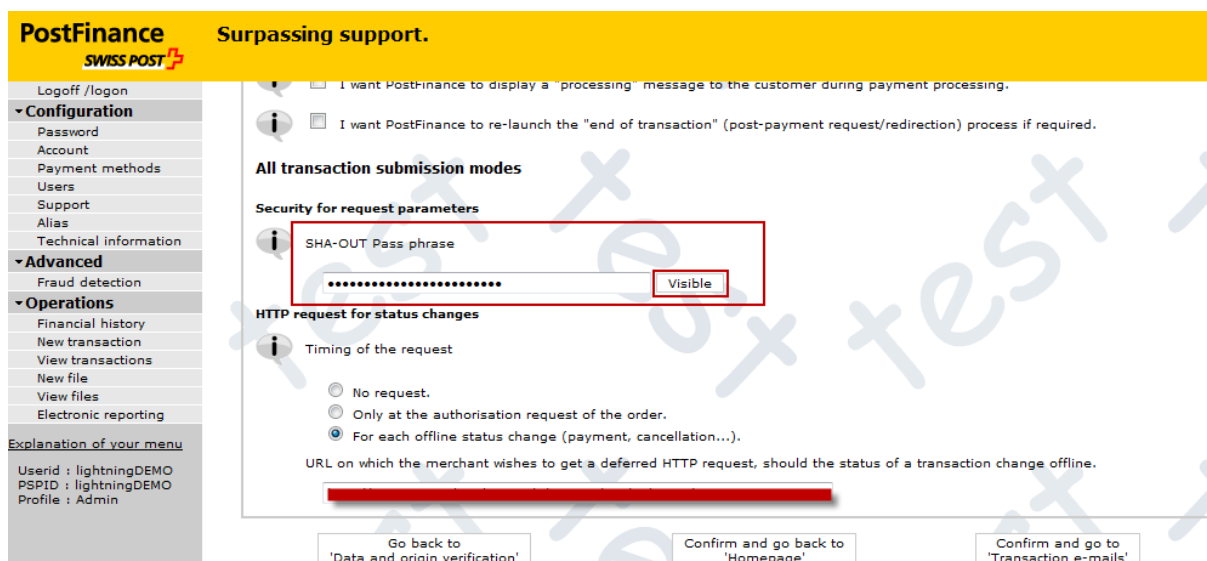 PostFinance
SWISS POST
Surpassing support.
Logoff /logon
Configuration
Password
Account
Payment methods
Users
Support
Alias
Technical information
Advanced
Fraud detection
Operations
Financial history
New transaction
View transactions
New file
View files
Electronic reporting
Explanation of your menu
Userid : lightningDEMO
PSPID : lightningDEMO
Profile : Admin
I want PostFinance to display a "processing" message to the customer during payment processing.
I want PostFinance to re-launch the "end of transaction" (post-payment request/redirection) process if required.
All transaction submission modes
Security for request parameters
SHA-OUT Pass phrase
Visible
HTTP request for status changes
Timing of the request
No request.
Only at the authorisation request of the order.
For each offline status change (payment, cancellation...).
URL on which the merchant wishes to get a deferred HTTP request, should the status of a transaction change offline.
Go back to
'Data and origin verification'
Confirm and go back to
'Homepage'
Confirm and go to
'Transaction e-mails'
test test